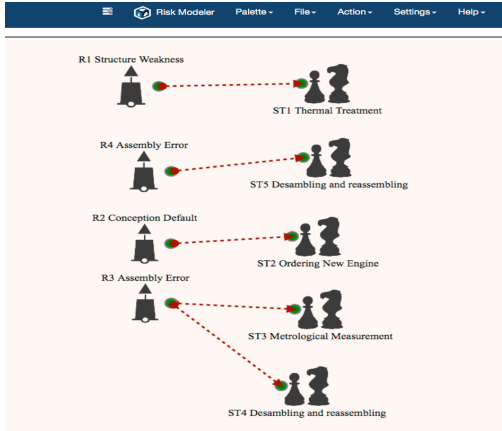 Risk Modeler Palette File Action Settings Help
R1 Structure Weakness
ST1 Thermal Treatment
R4 Assembly Error
ST5 Desambling and reassembling
R2 Conception Default
ST2 Ordering New Engine
R3 Assembly Error
ST3 Metrological Measurement
ST4 Desambling and reassembling